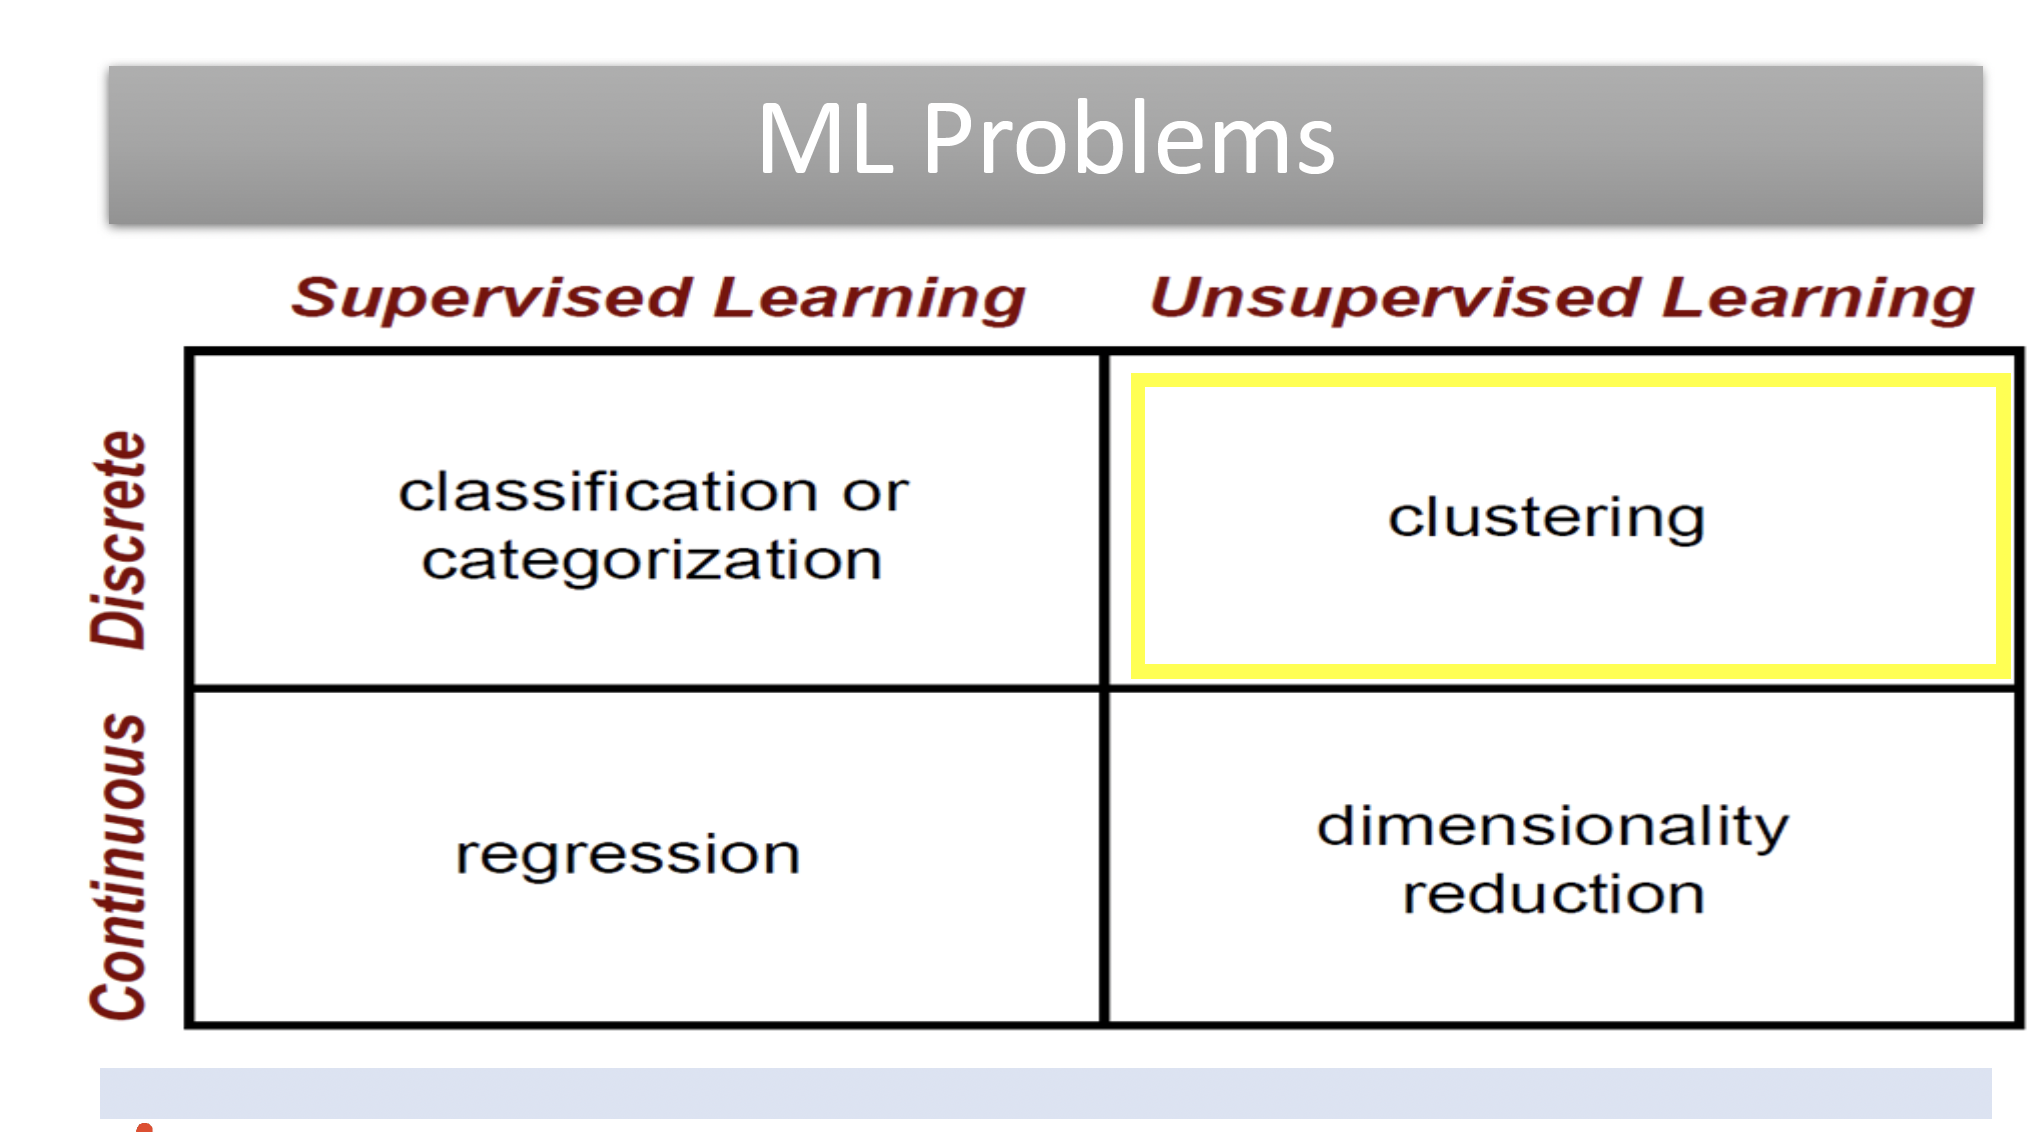 ML Problems
Supervised Learning
Unsupervised Learning
Discrete
classification or
categorization
clustering
Continuous
regression
dimensionality
reduction